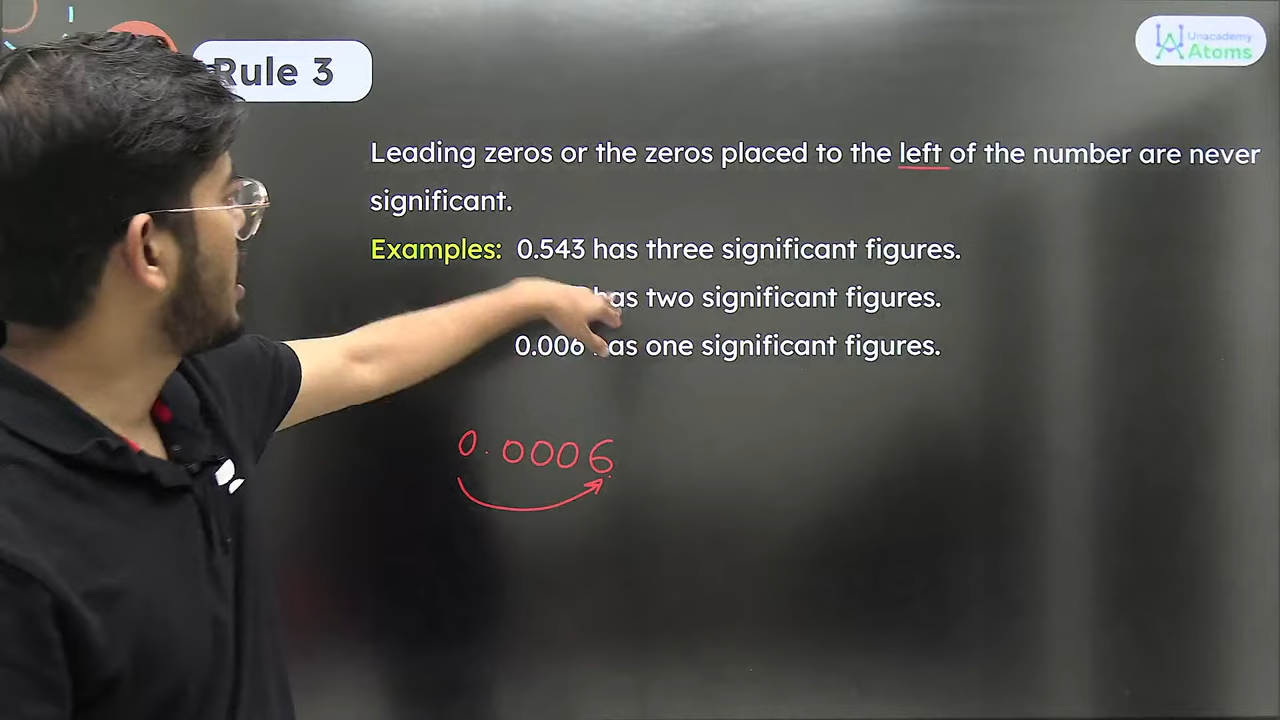 Rule 3
Unacademy
Atoms
Leading zeros or the zeros placed to the left of the number are never
significant.
Examples: 0.543 has three significant figures.
has two significant figures.
0.006 has one significant figures.
0.0006